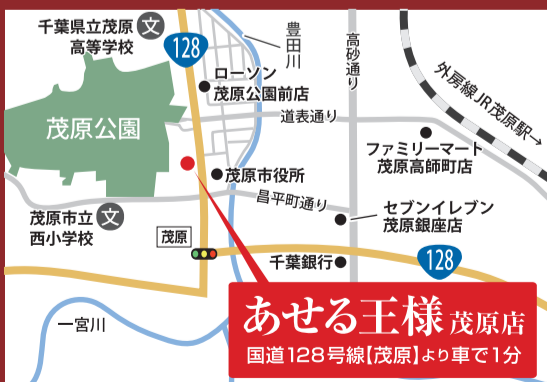 千葉県立茂原
高等学校
文
128
豊田川
高砂通り
外房線JR茂原駅→
ローソン
茂原公園前店
茂原公園
道表通り
ファミリーマート
茂原高師町店
茂原市役所
昌平町通り
茂原市立
西小学校
文
セブンイレブン
茂原銀座店
茂原
千葉銀行
128
一宮川
あせる王様 茂原店
国道128号線【茂原】より車で1分